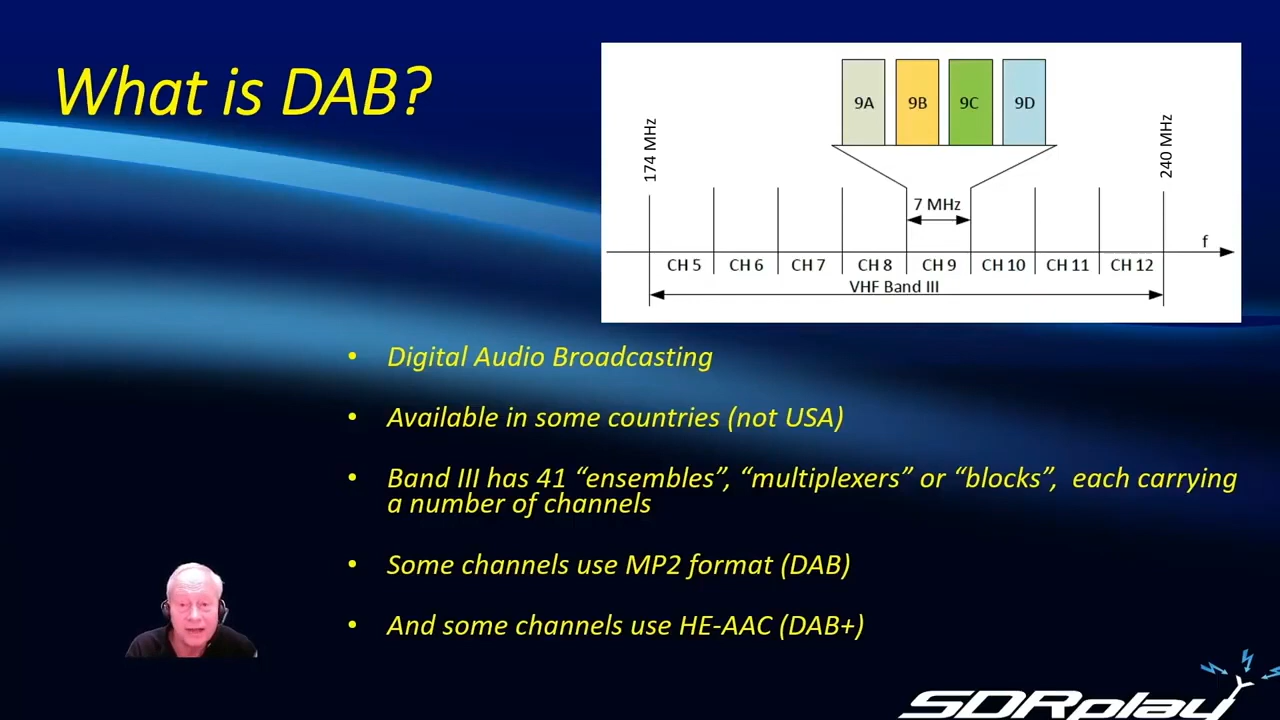 What is DAB?
9A
9B
9C
9D
174 MHz
240 MHz
7 MHz
f
CH 5
CH 6
CH 7
CH 8
CH 9
CH 10
CH 11
CH 12
VHF Band III
• Digital Audio Broadcasting
• Available in some countries (not USA)
• Band III has 41 “ensembles”, “multiplexers” or “blocks”, each carrying
a number of channels
• Some channels use MP2 format (DAB)
• And some channels use HE-AAC (DAB+)
SDRplay